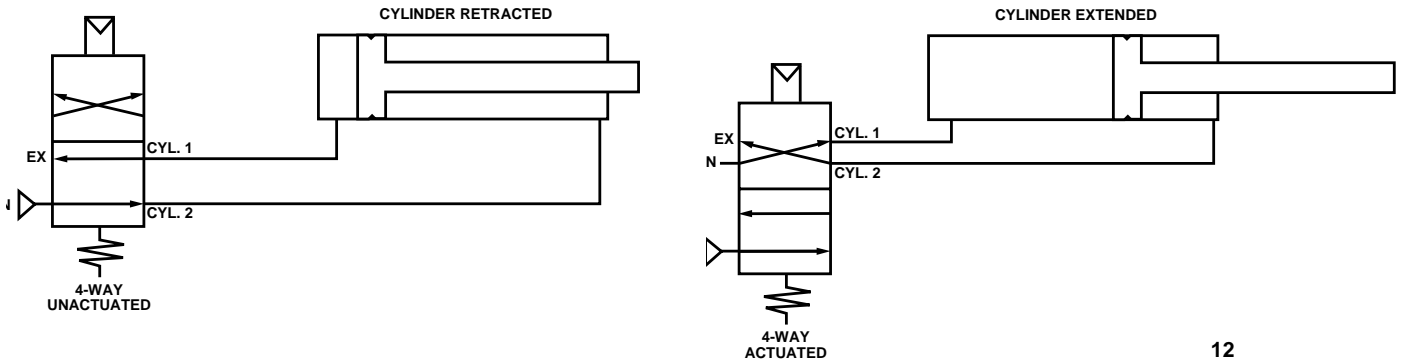 CYLINDER RETRACTED
EX
CYL. 1
CYL. 2
4-WAY
UNACTUATED
CYLINDER EXTENDED
EX
CYL. 1
N
CYL. 2
4-WAY
ACTUATED
12